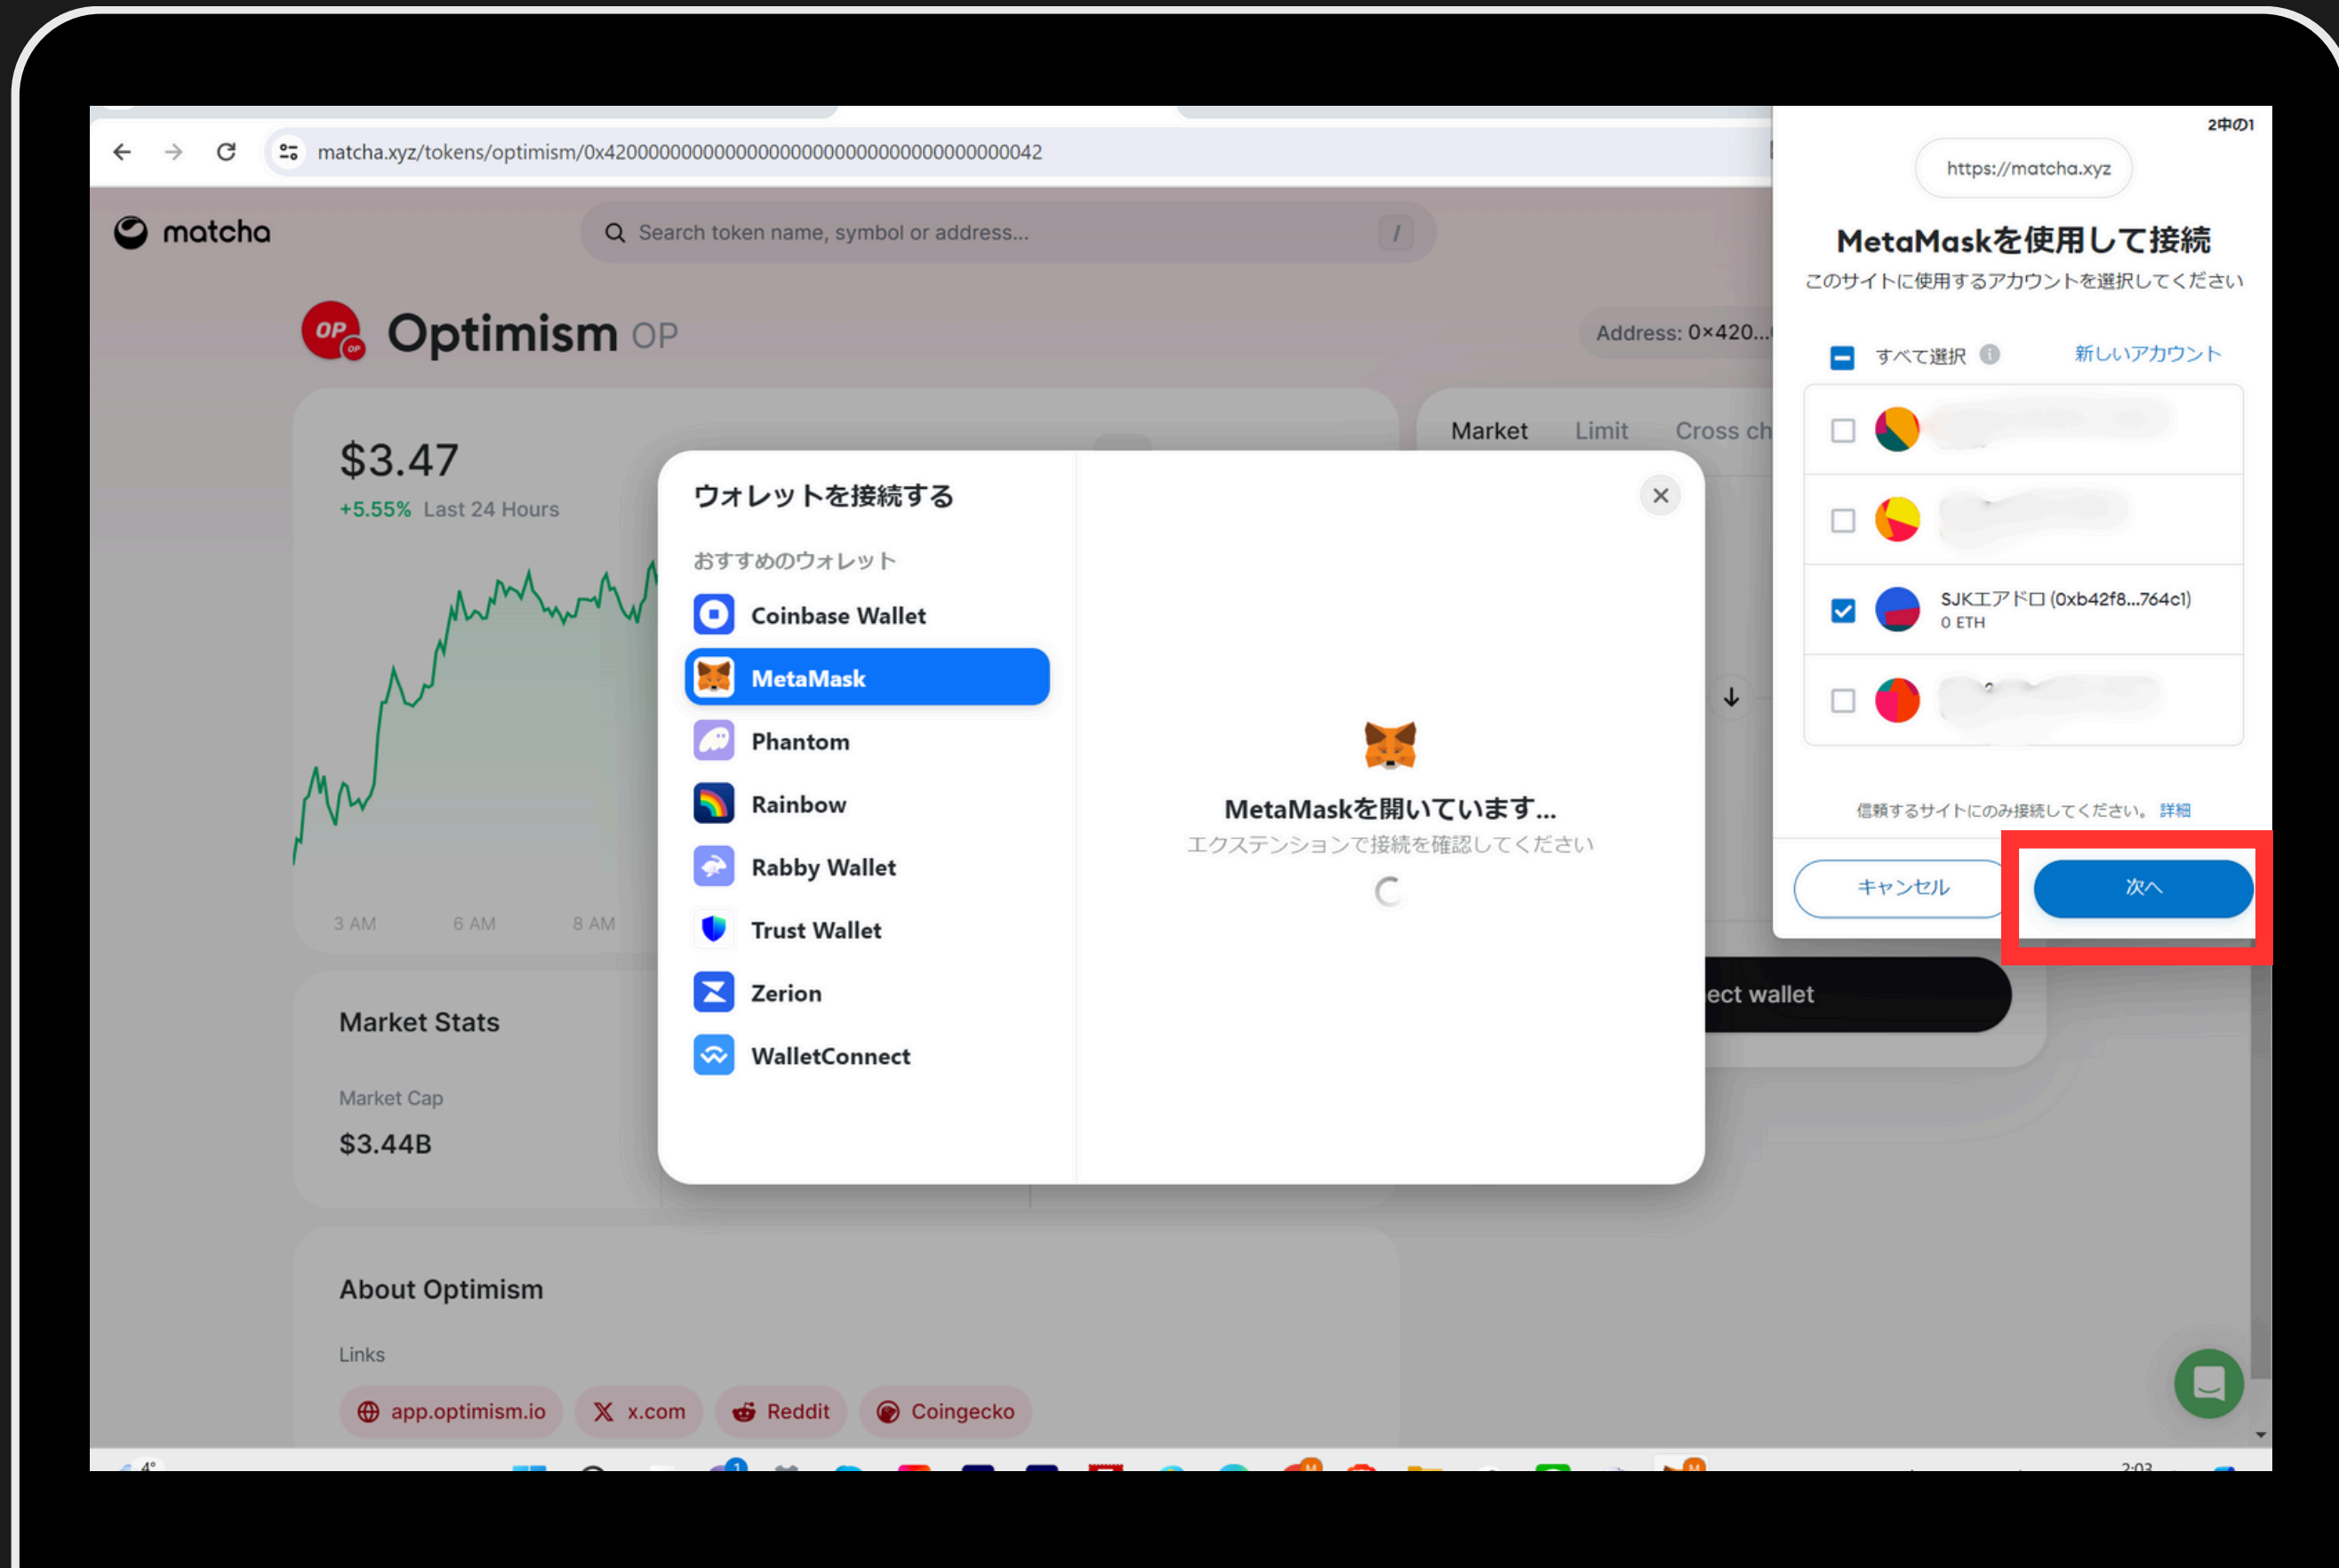 matcha.xyz/tokens/optimism/0x4200000000000000000000000000000000000042
matcha
Search token name, symbol or address...
/
OP
OP
Optimism OP
Address: 0×420...
$3.47
+5.55% Last 24 Hours
3 AM 6 AM 8 AM
Market Limit Cross ch
ウォレットを接続する
おすすめのウォレット
Coinbase Wallet
MetaMask
Phantom
Rainbow
Rabby Wallet
Trust Wallet
Zerion
WalletConnect
MetaMaskを開いています...
エクステンションで接続を確認してください
2中の1
https://matcha.xyz
MetaMaskを使用して接続
このサイトに使用するアカウントを選択してください
すべて選択
新しいアカウント
SJKエアドロ (0xb42f8...764c1)
0 ETH
信頼するサイトにのみ接続してください。 詳細
キャンセル
次へ
ect wallet
Market Stats
Market Cap
$3.44B
About Optimism
Links
app.optimism.io
x.com
Reddit
Coingecko
4°
1
M
M
2:03